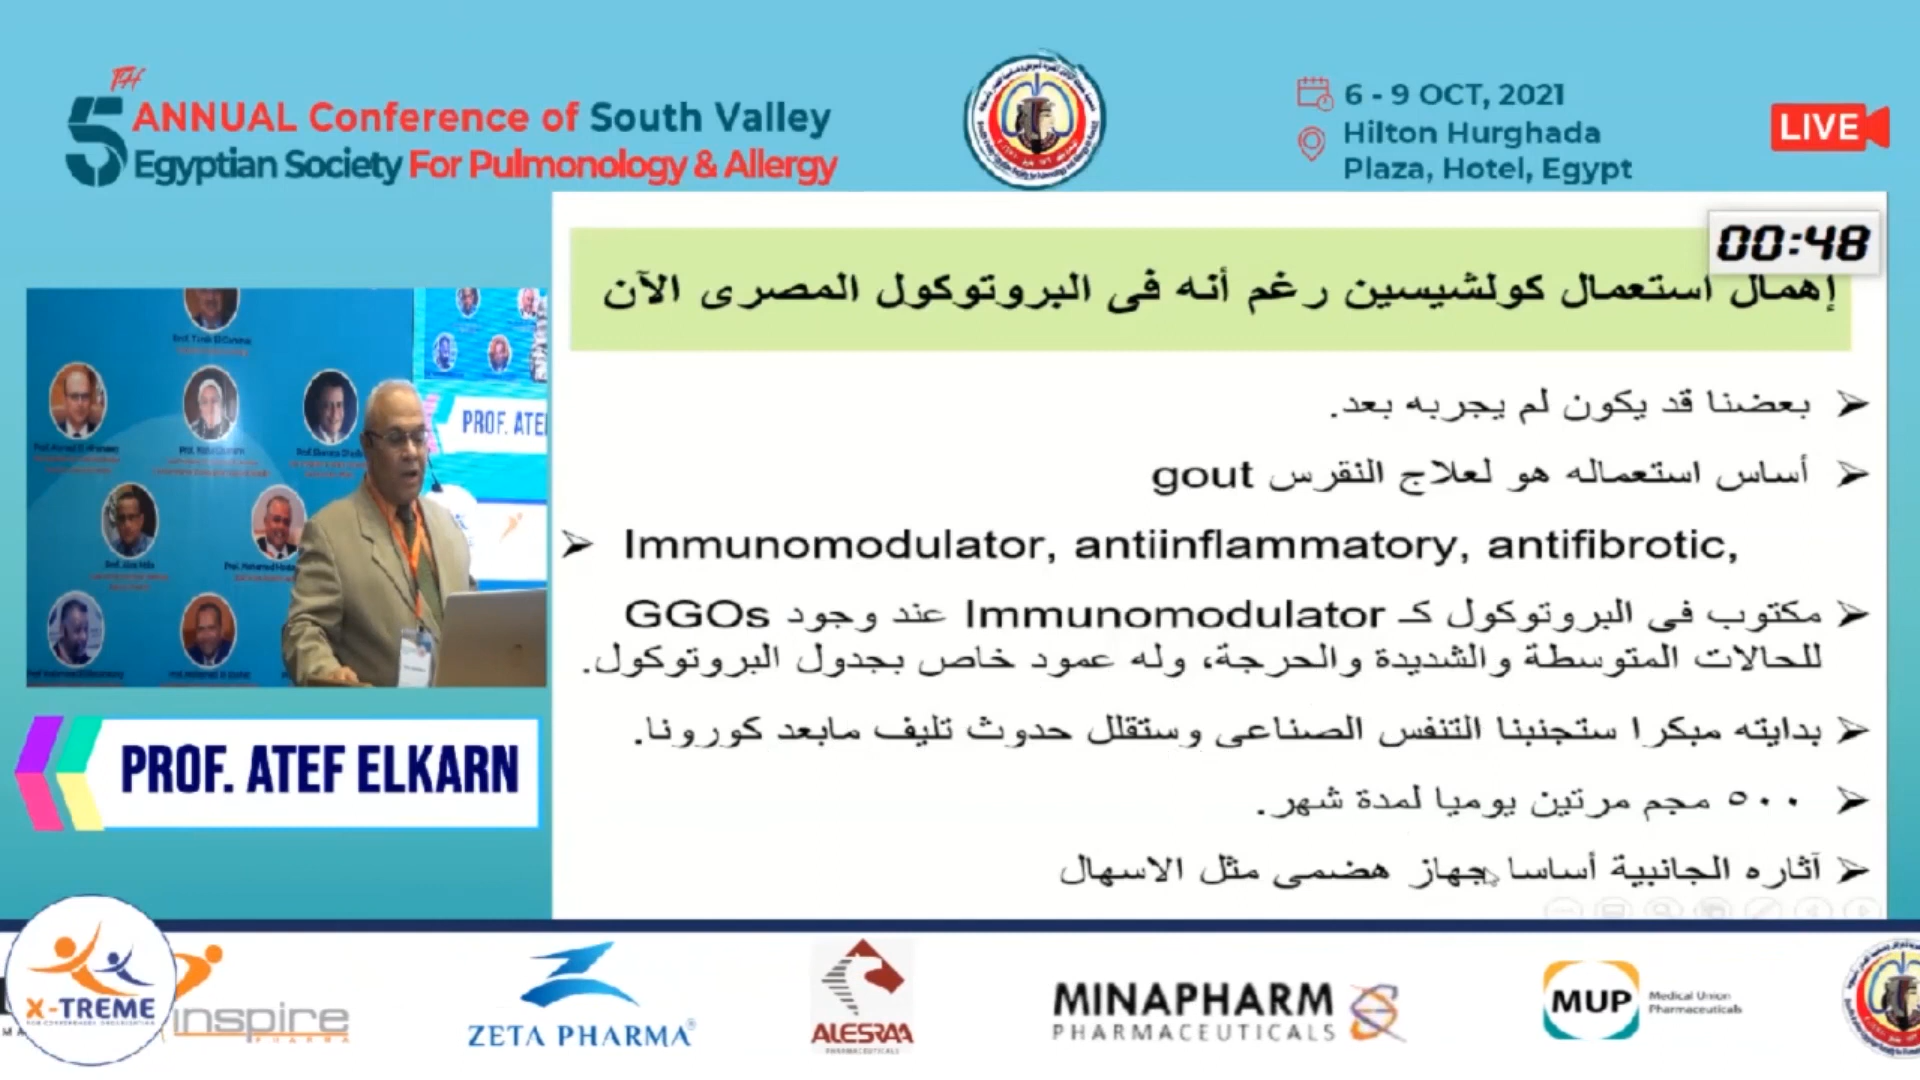 5TH ANNUAL Conference of South Valley
Egyptian Society For Pulmonology & Allergy
6 - 9 OCT, 2021
Hilton Hurghada
Plaza, Hotel, Egypt
LIVE
00:48
إهمال استعمال كولشيسين رغم أنه فى البروتوكول المصرى الآن
بعضنا قد يكون لم يجربه بعد.
أساس استعماله هو لعلاج النقرس gout
Immunomodulator, antiinflammatory, antifibrotic,
مكتوب فى البروتوكول كـ Immunomodulator عند وجود GGOs
للحالات المتوسطة والشديدة والحرجة، وله عمود خاص بجدول البروتوكول.
بدايته مبكرا ستجنبنا التنفس الصناعى وستقلل حدوث تليف مابعد كورونا.
٥٠٠ مجم مرتين يوميا لمدة شهر.
آثاره الجانبية أساسا جهاز هضمى مثل الاسهال
PROF. ATE
PROF. ATEF ELKARN
X-TREME
inspire
PHARMA
ZETA PHARMA
ALESRAA
PHARMACEUTICALS
MINAPHARM
PHARMACEUTICALS
MUP
Medical Union
Pharmaceuticals